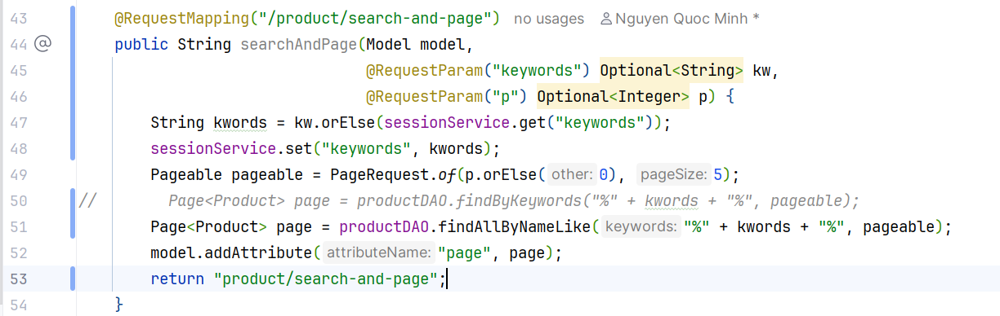 43 @RequestMapping("/product/search-and-page") no usages Nguyen Quoc Minh *
44 @ public String searchAndPage(Model model,
45 @RequestParam("keywords") Optional<String> kw,
46 @RequestParam("p") Optional<Integer> p) {
47 String kwords = kw.orElse(sessionService.get("keywords"));
48 sessionService.set("keywords", kwords);
49 Pageable pageable = PageRequest.of(p.orElse( other: 0), pageSize: 5);
50 // Page<Product> page = productDAO.findByKeywords("%" + kwords + "%", pageable);
51 Page<Product> page = productDAO.findAllByNameLike( keywords: "%" + kwords + "%", pageable);
52 model.addAttribute( attributeName: "page", page);
53 return "product/search-and-page";
54 }